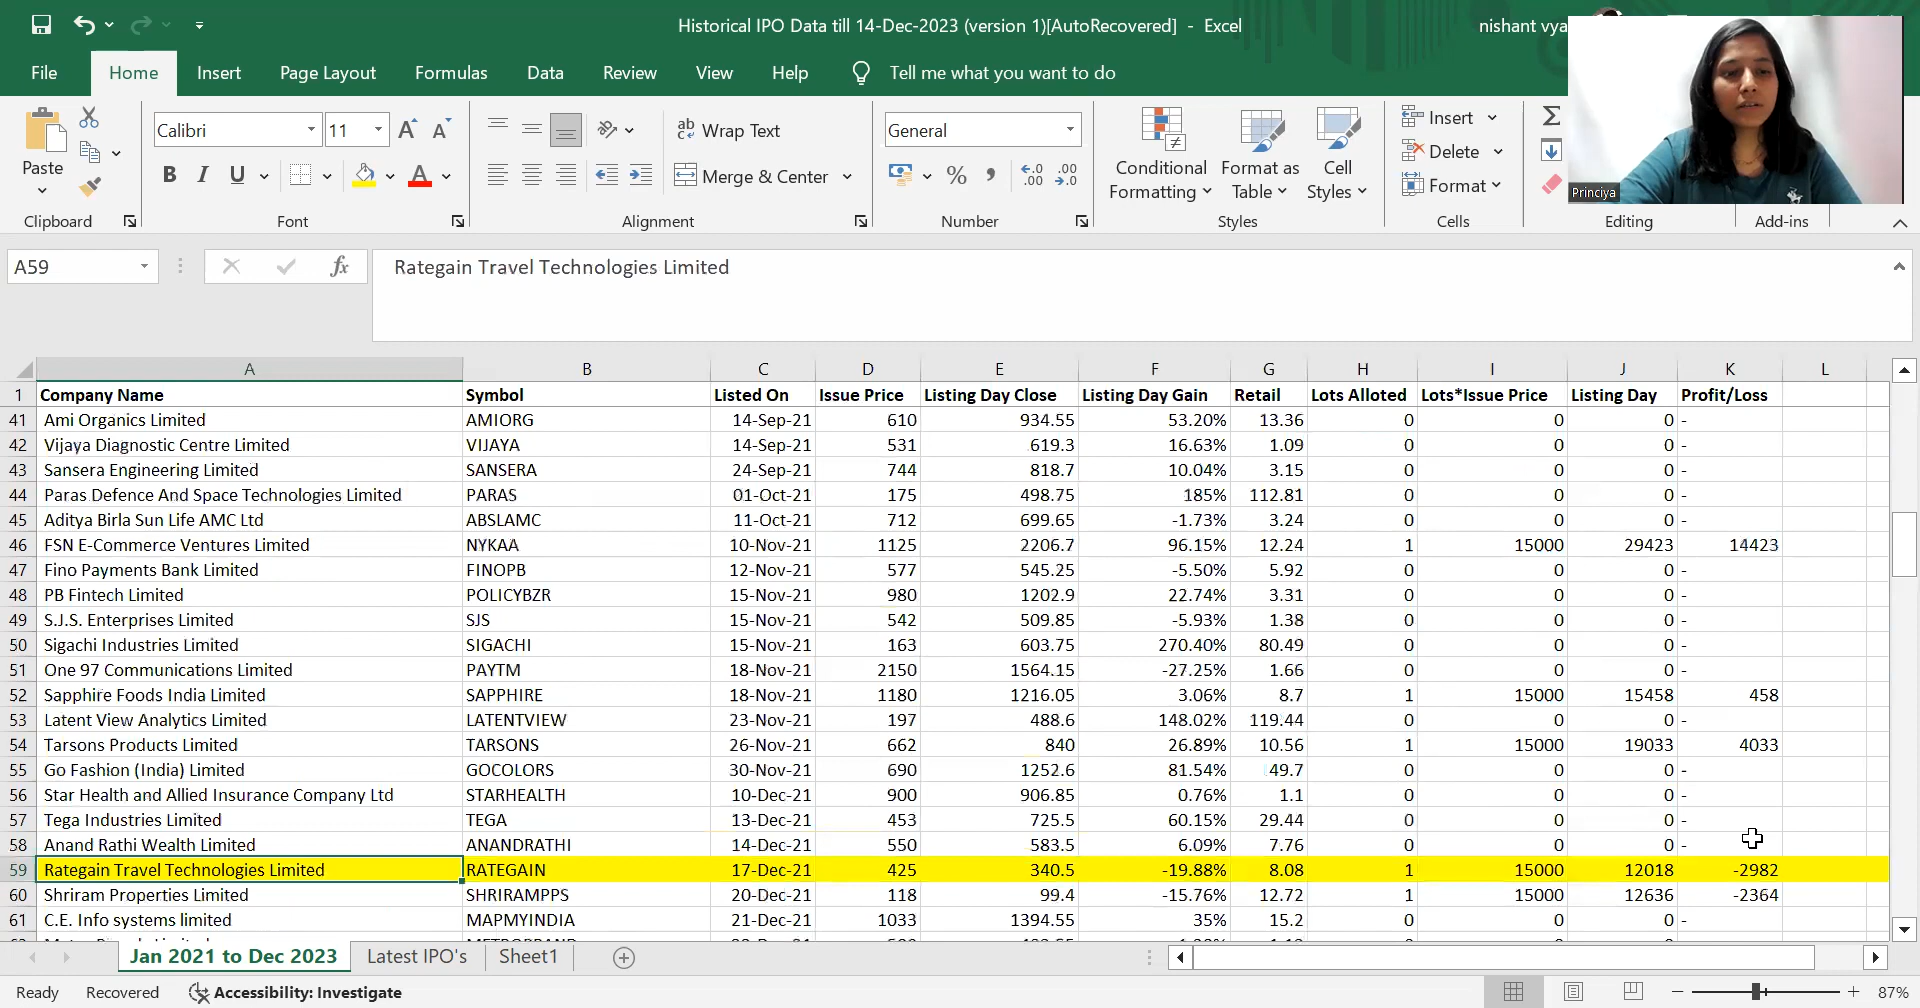 Historical IPO Data till 14-Dec-2023 (version 1)[AutoRecovered] - Excel
nishant vya
File Home Insert Page Layout Formulas Data Review View Help Tell me what you want to do
Paste
Clipboard
Calibri 11
B I U
Font
Wrap Text
Merge & Center
Alignment
General
Number
Conditional Formatting
Format as Table
Cell Styles
Styles
Insert
Delete
Format
Cells
Editing
Add-ins
Princiya
A59
fx
Rategain Travel Technologies Limited
A B C D E F G H I J K L
1 Company Name Symbol Listed On Issue Price Listing Day Close Listing Day Gain Retail Lots Alloted Lots*Issue Price Listing Day Profit/Loss
41 Ami Organics Limited AMIORG 14-Sep-21 610 934.55 53.20% 13.36 0 0 0 -
42 Vijaya Diagnostic Centre Limited VIJAYA 14-Sep-21 531 619.3 16.63% 1.09 0 0 0 -
43 Sansera Engineering Limited SANSERA 24-Sep-21 744 818.7 10.04% 3.15 0 0 0 -
44 Paras Defence And Space Technologies Limited PARAS 01-Oct-21 175 498.75 185% 112.81 0 0 0 -
45 Aditya Birla Sun Life AMC Ltd ABSLAMC 11-Oct-21 712 699.65 -1.73% 3.24 0 0 0 -
46 FSN E-Commerce Ventures Limited NYKAA 10-Nov-21 1125 2206.7 96.15% 12.24 1 15000 29423 14423
47 Fino Payments Bank Limited FINOPB 12-Nov-21 577 545.25 -5.50% 5.92 0 0 0 -
48 PB Fintech Limited POLICYBZR 15-Nov-21 980 1202.9 22.74% 3.31 0 0 0 -
49 S.J.S. Enterprises Limited SJS 15-Nov-21 542 509.85 -5.93% 1.38 0 0 0 -
50 Sigachi Industries Limited SIGACHI 15-Nov-21 163 603.75 270.40% 80.49 0 0 0 -
51 One 97 Communications Limited PAYTM 18-Nov-21 2150 1564.15 -27.25% 1.66 0 0 0 -
52 Sapphire Foods India Limited SAPPHIRE 18-Nov-21 1180 1216.05 3.06% 8.7 1 15000 15458 458
53 Latent View Analytics Limited LATENTVIEW 23-Nov-21 197 488.6 148.02% 119.44 0 0 0 -
54 Tarsons Products Limited TARSONS 26-Nov-21 662 840 26.89% 10.56 1 15000 19033 4033
55 Go Fashion (India) Limited GOCOLORS 30-Nov-21 690 1252.6 81.54% 49.7 0 0 0 -
56 Star Health and Allied Insurance Company Ltd STARHEALTH 10-Dec-21 900 906.85 0.76% 1.1 0 0 0 -
57 Tega Industries Limited TEGA 13-Dec-21 453 725.5 60.15% 29.44 0 0 0 -
58 Anand Rathi Wealth Limited ANANDRATHI 14-Dec-21 550 583.5 6.09% 7.76 0 0 0 -
59 Rategain Travel Technologies Limited RATEGAIN 17-Dec-21 425 340.5 -19.88% 8.08 1 15000 12018 -2982
60 Shriram Properties Limited SHRIRAMPPS 20-Dec-21 118 99.4 -15.76% 12.72 1 15000 12636 -2364
61 C.E. Info systems limited MAPMYINDIA 21-Dec-21 1033 1394.55 35% 15.2 0 0 0 -
Jan 2021 to Dec 2023 Latest IPO's Sheet1
Ready Recovered Accessibility: Investigate 87%